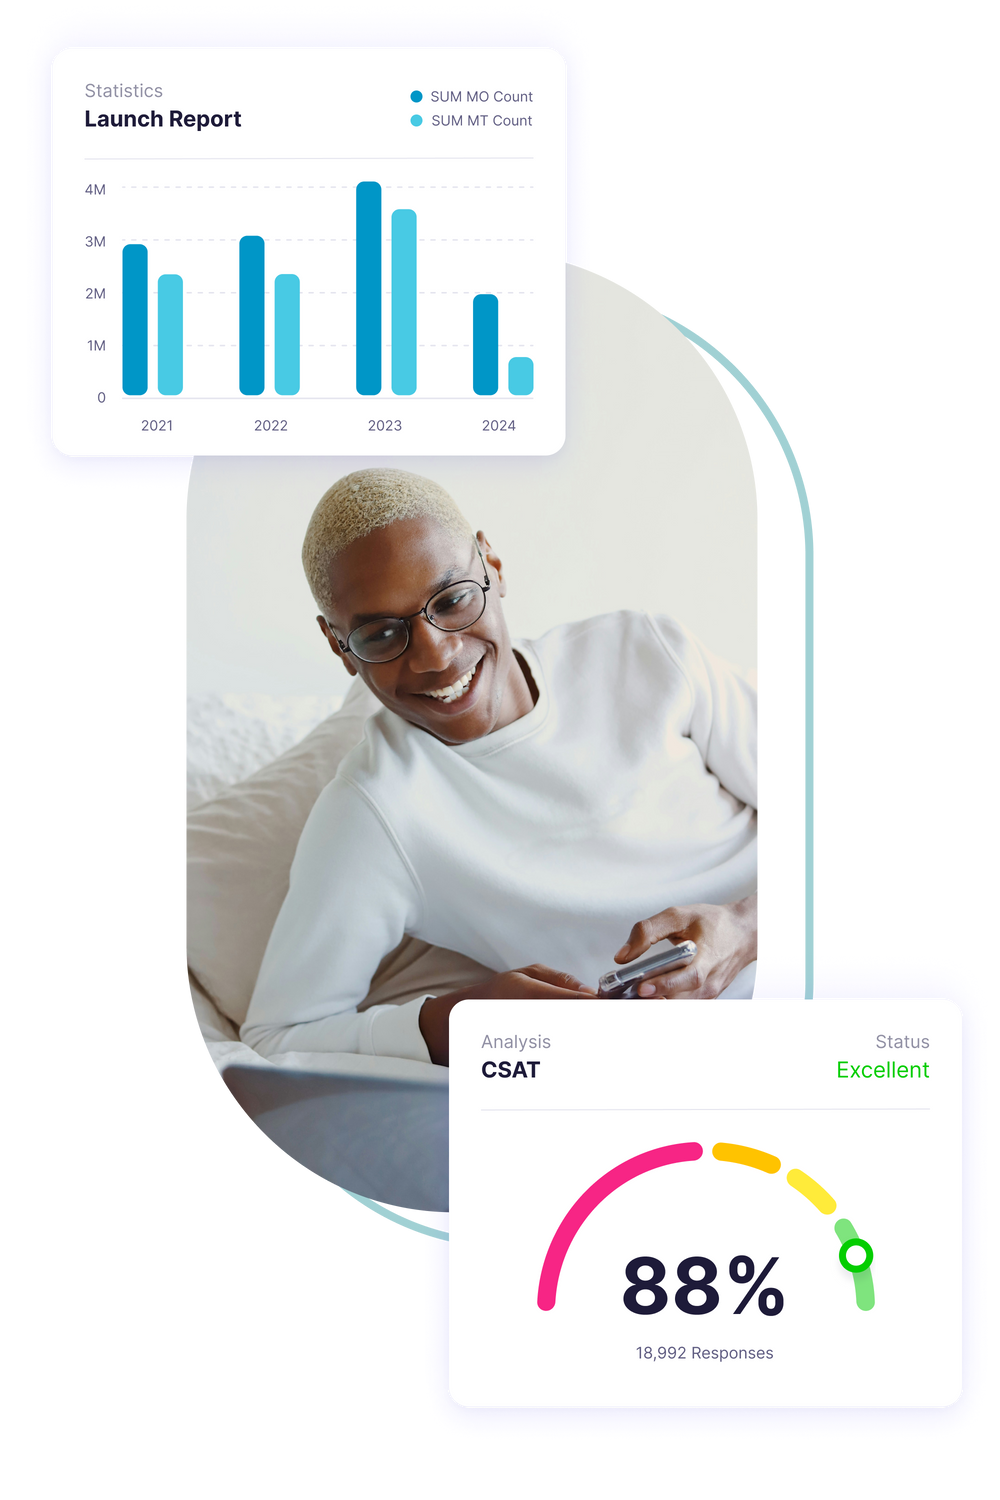 Statistics
Launch Report
SUM MO Count
SUM MT Count
4M
3M
2M
1M
0
2021 2022 2023 2024
Analysis
CSAT
Status
Excellent
88%
18,992 Responses